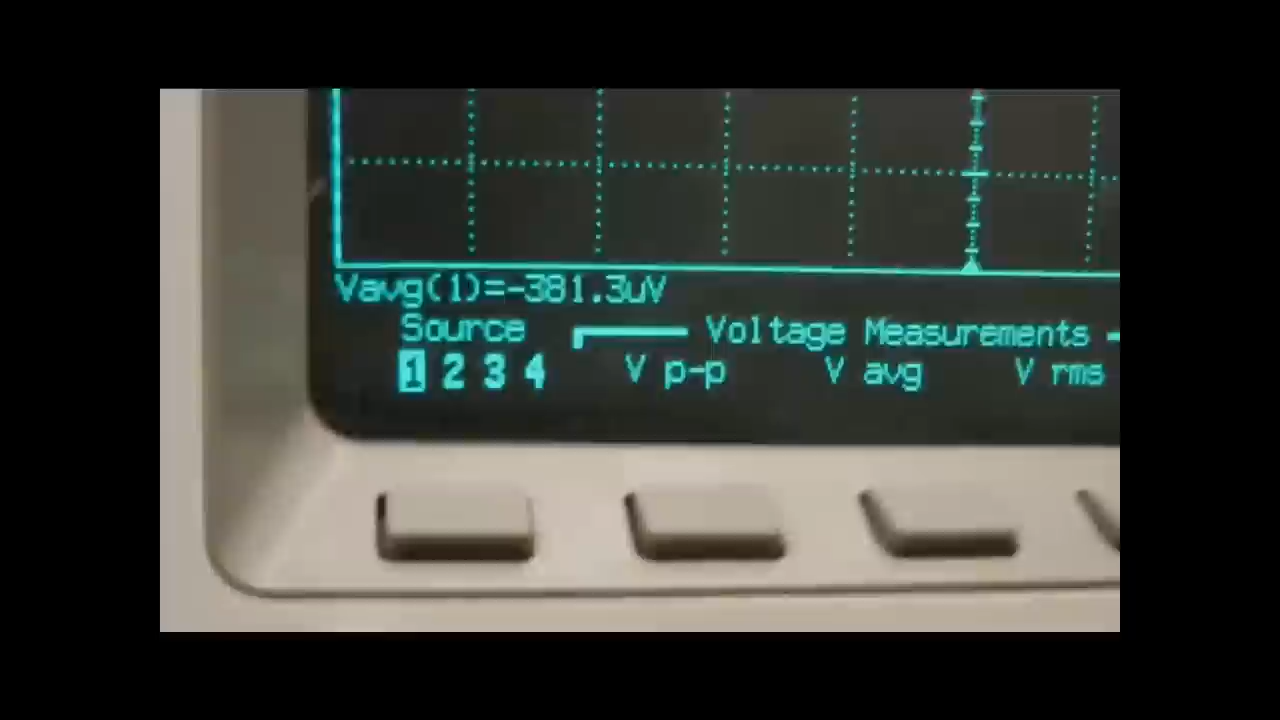 Vavg(1)=-381.3uV
Source Voltage Measurements
1 2 3 4 V p-p V avg V rms